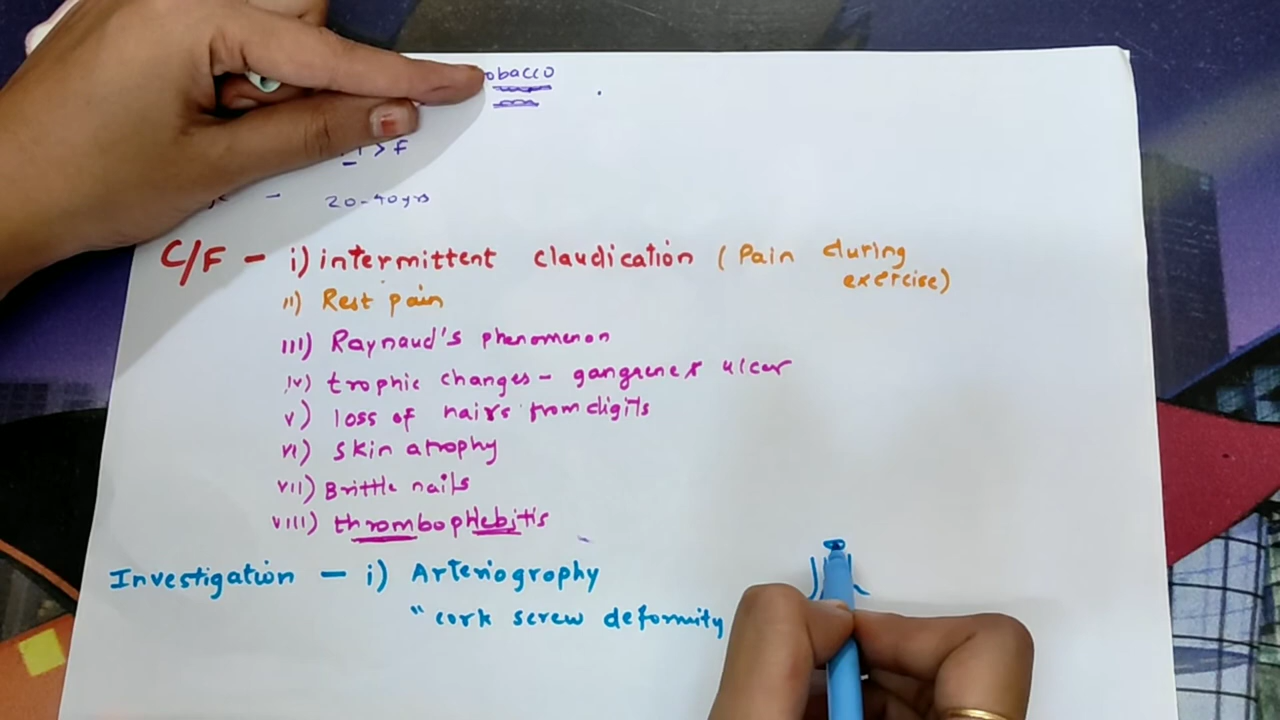 obacco
> F
- 20-40yrs
C/F - i) intermittent claudication ( Pain during
exercise)
ii) Rest pain
iii) Raynaud's phenomenon
iv) trophic changes - gangrene & ulcer
v) loss of hairs from digits
vi) skin atrophy
vii) Brittle nails
viii) thrombophlebitis
Investigation - i) Arteriography
" cork screw deformity